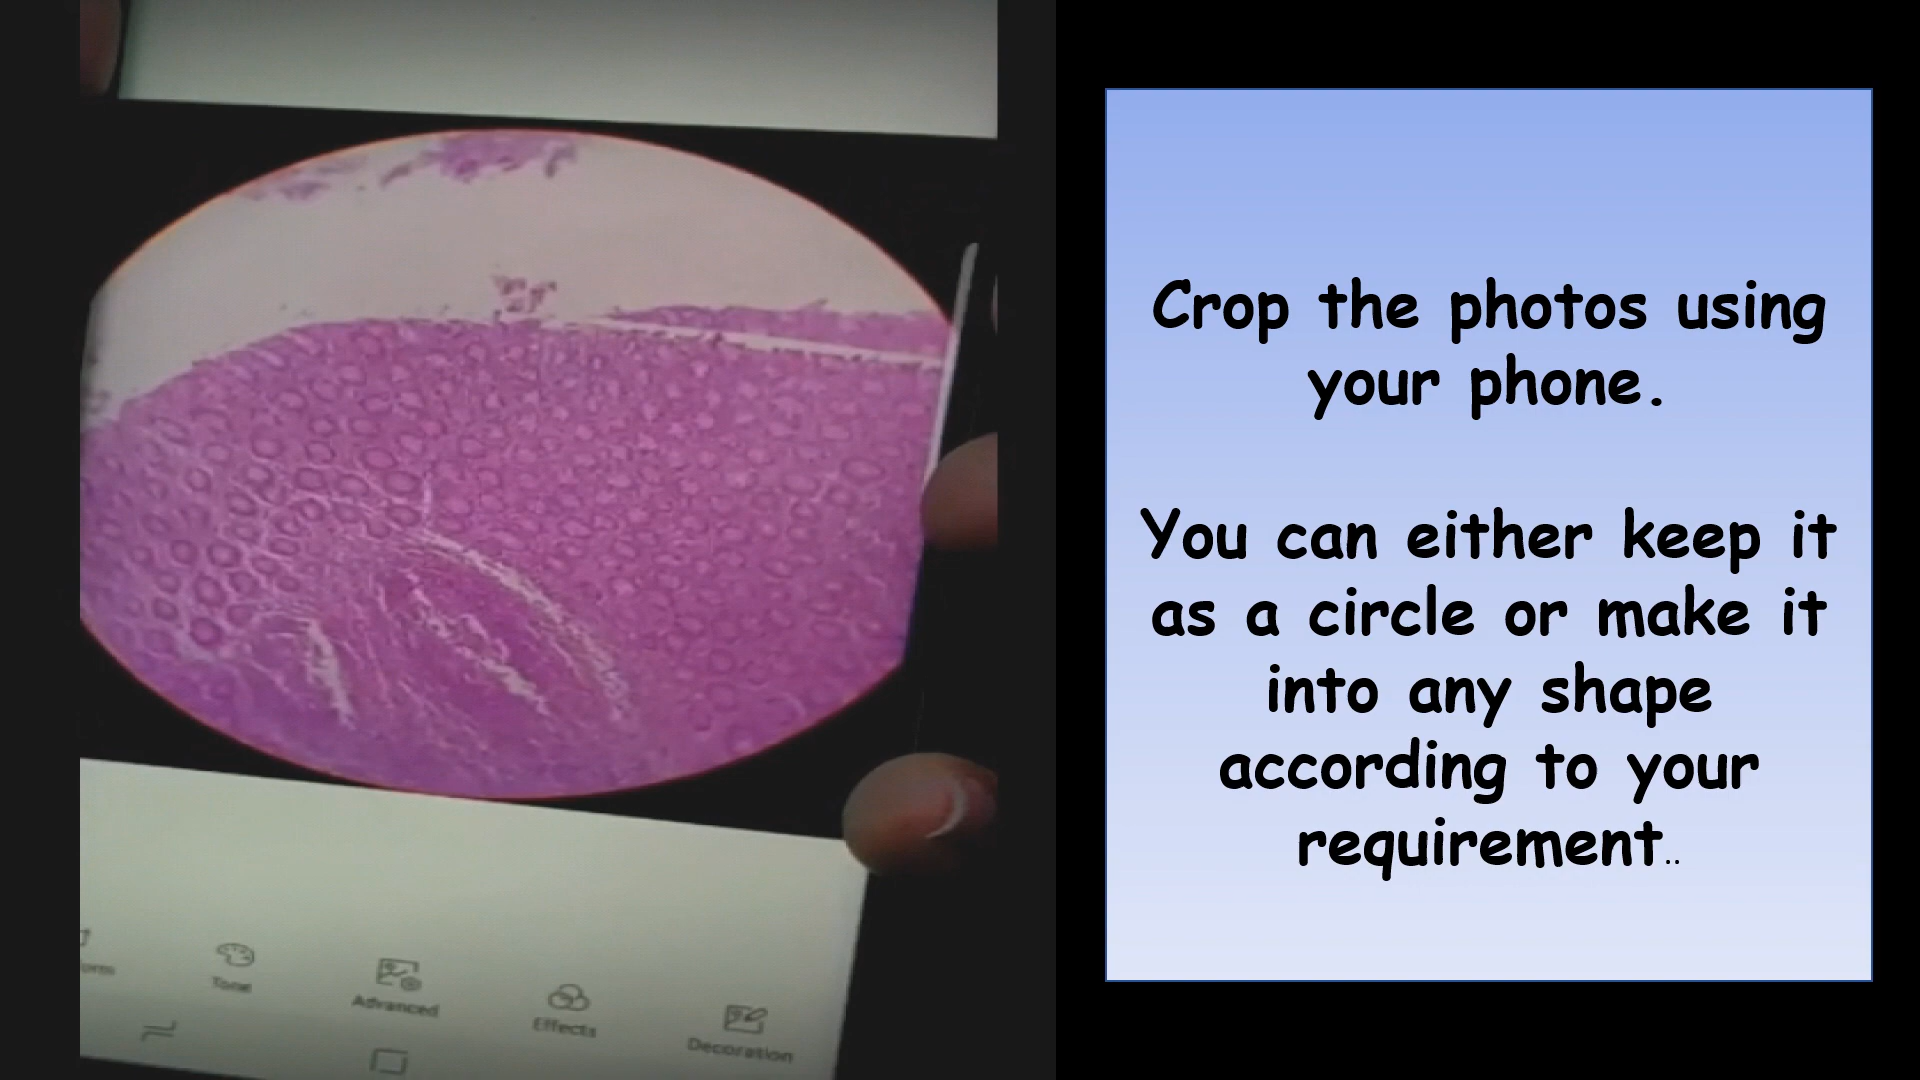 Crop the photos using
your phone.
You can either keep it
as a circle or make it
into any shape
according to your
requirement..
Tone
Advanced
Effects
Decoration